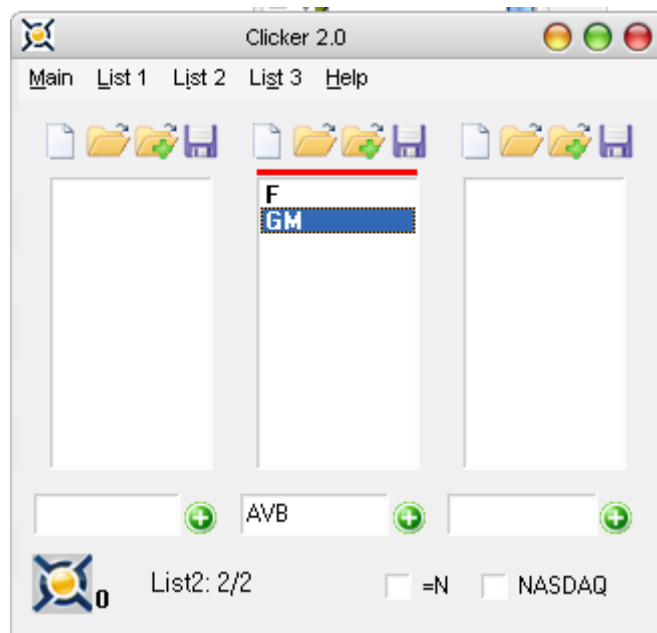 Clicker 2.0
Main List 1 List 2 List 3 Help
F
GM
AVB
0 List2: 2/2 =N NASDAQ